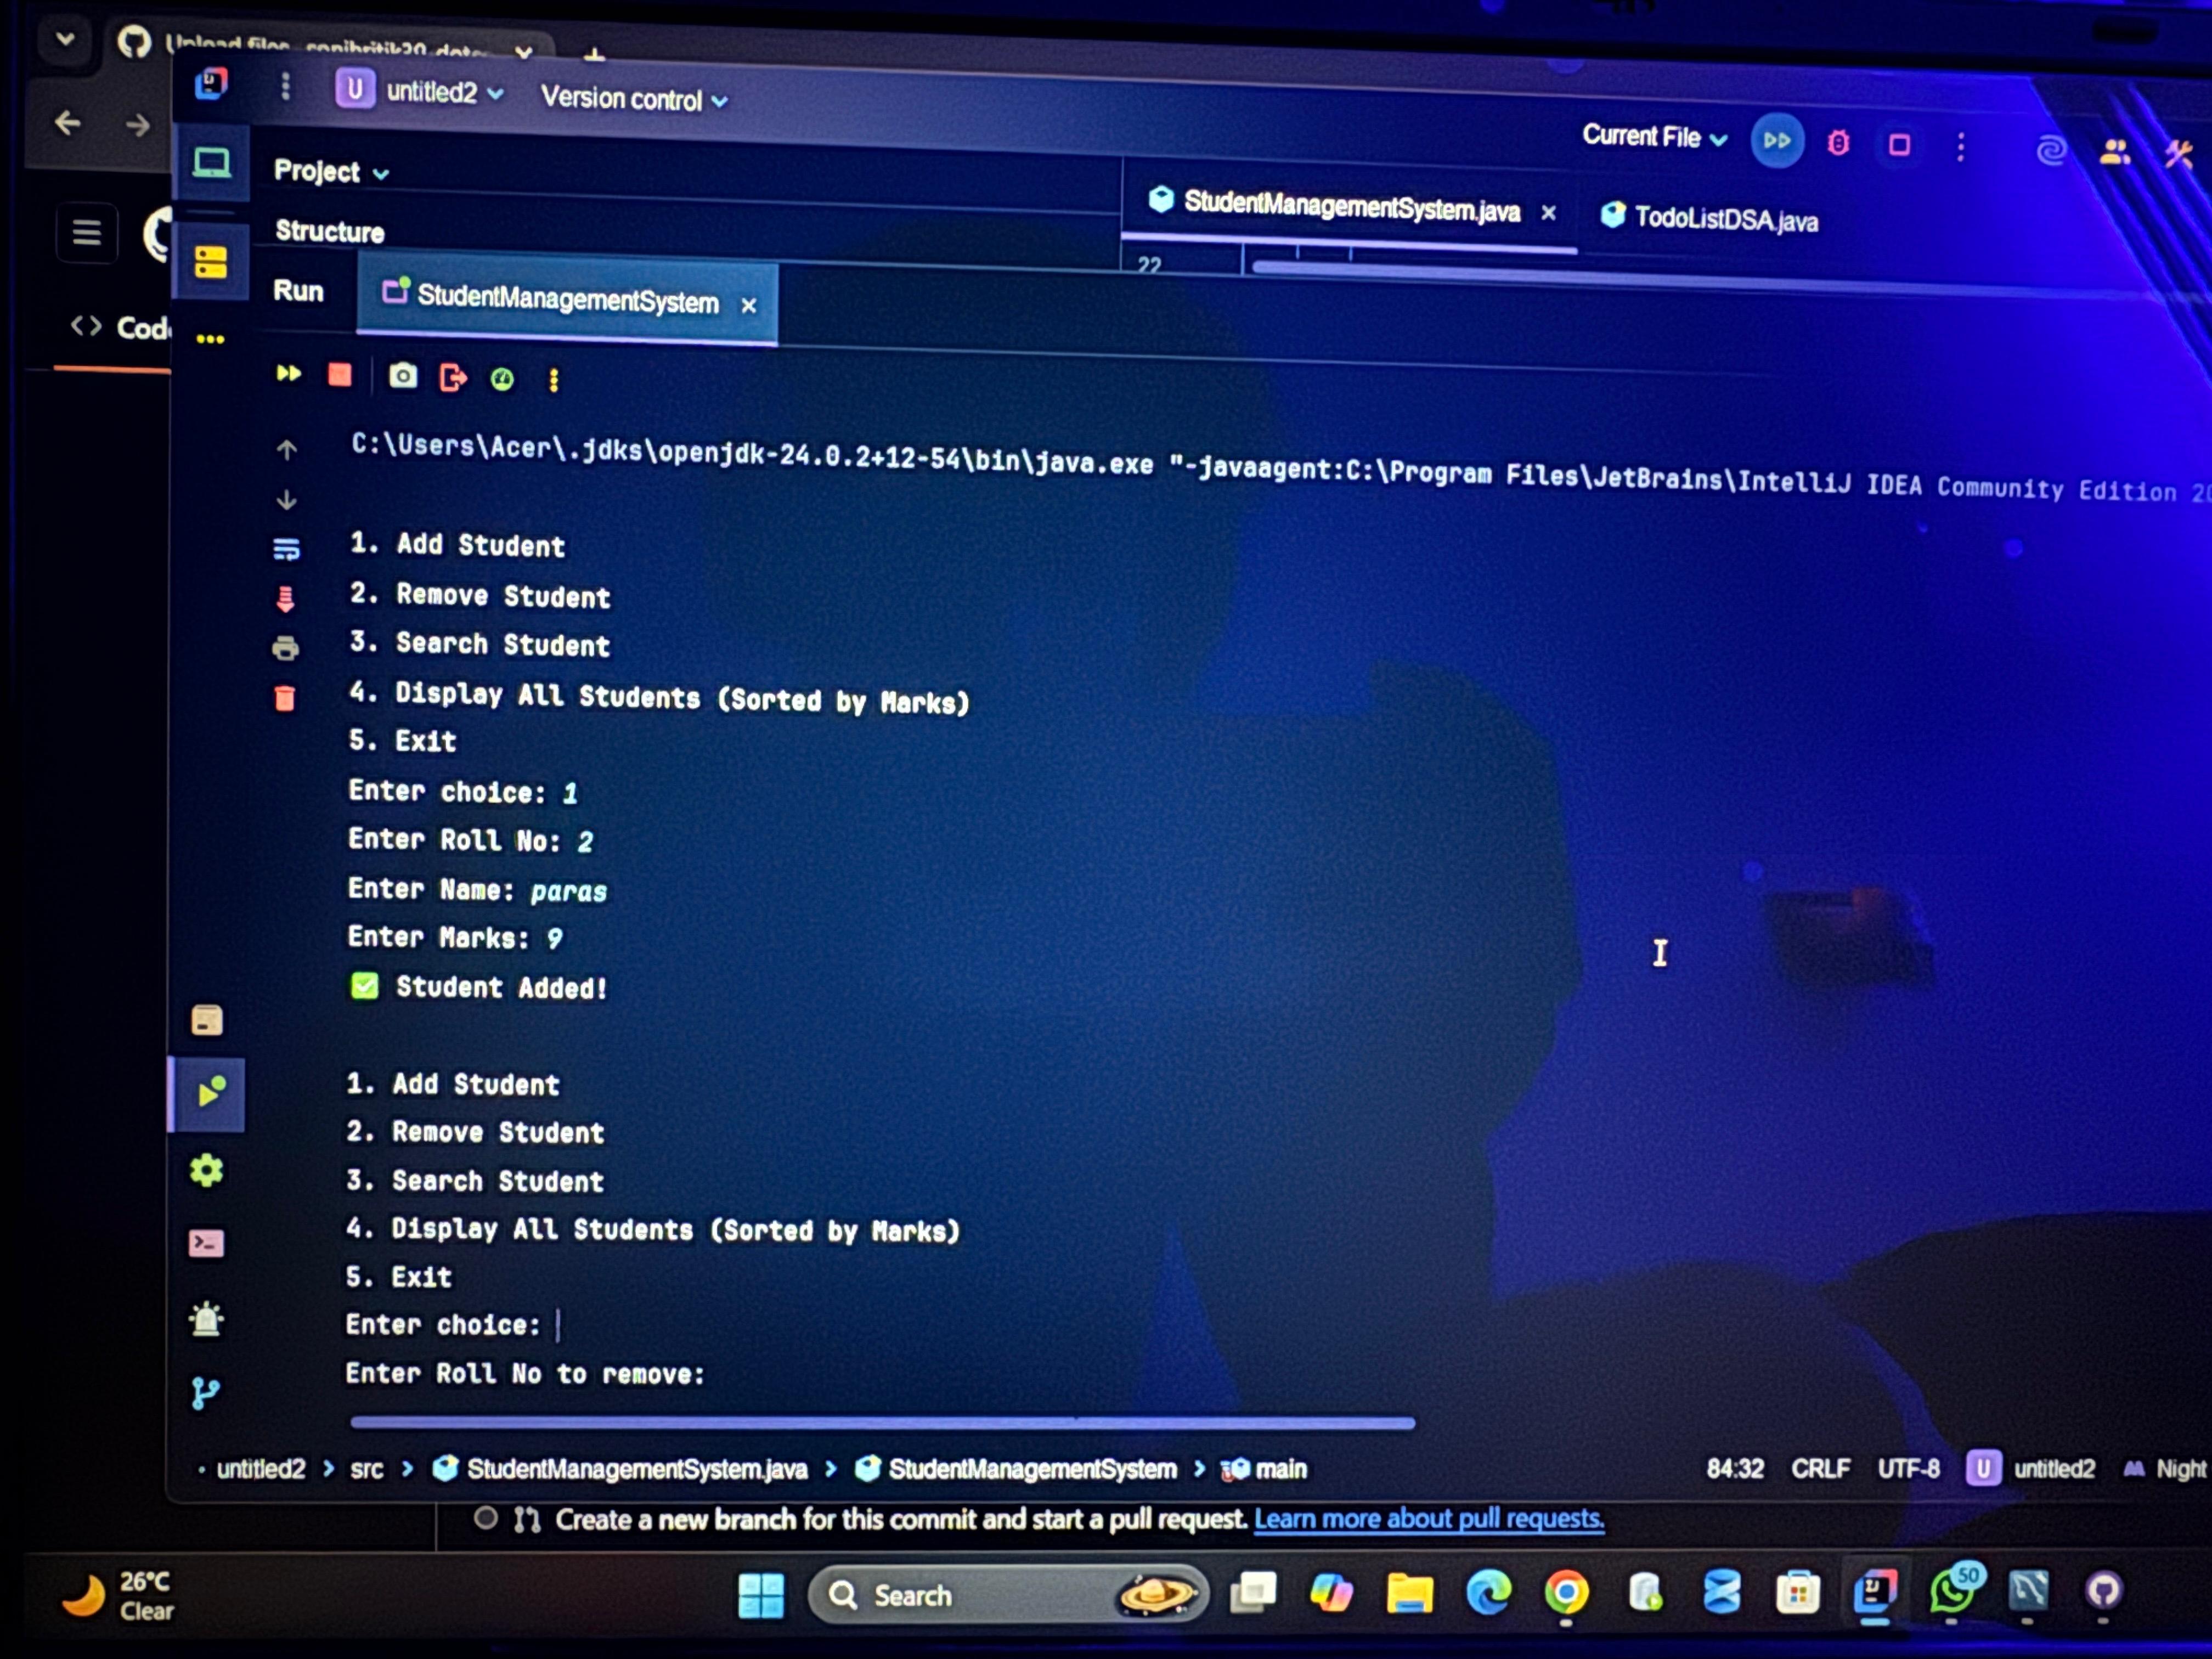 Upload files
untitled2
Version control
Current File
Project
StudentManagementSystem.java
TodoListDSA.java
Structure
22
Run
StudentManagementSystem
C:\Users\Acer\.jdks\openjdk-24.0.2+12-54\bin\java.exe "-javaagent:C:\Program Files\JetBrains\IntelliJ IDEA Community Edition 20
1. Add Student
2. Remove Student
3. Search Student
4. Display All Students (Sorted by Marks)
5. Exit
Enter choice: 1
Enter Roll No: 2
Enter Name: paras
Enter Marks: 9
✅ Student Added!
1. Add Student
2. Remove Student
3. Search Student
4. Display All Students (Sorted by Marks)
5. Exit
Enter choice:
Enter Roll No to remove:
untitled2 > src > StudentManagementSystem.java > StudentManagementSystem > main
84:32 CRLF UTF-8 U untitled2 Night
Create a new branch for this commit and start a pull request. Learn more about pull requests.
26°C
Clear
Search
50